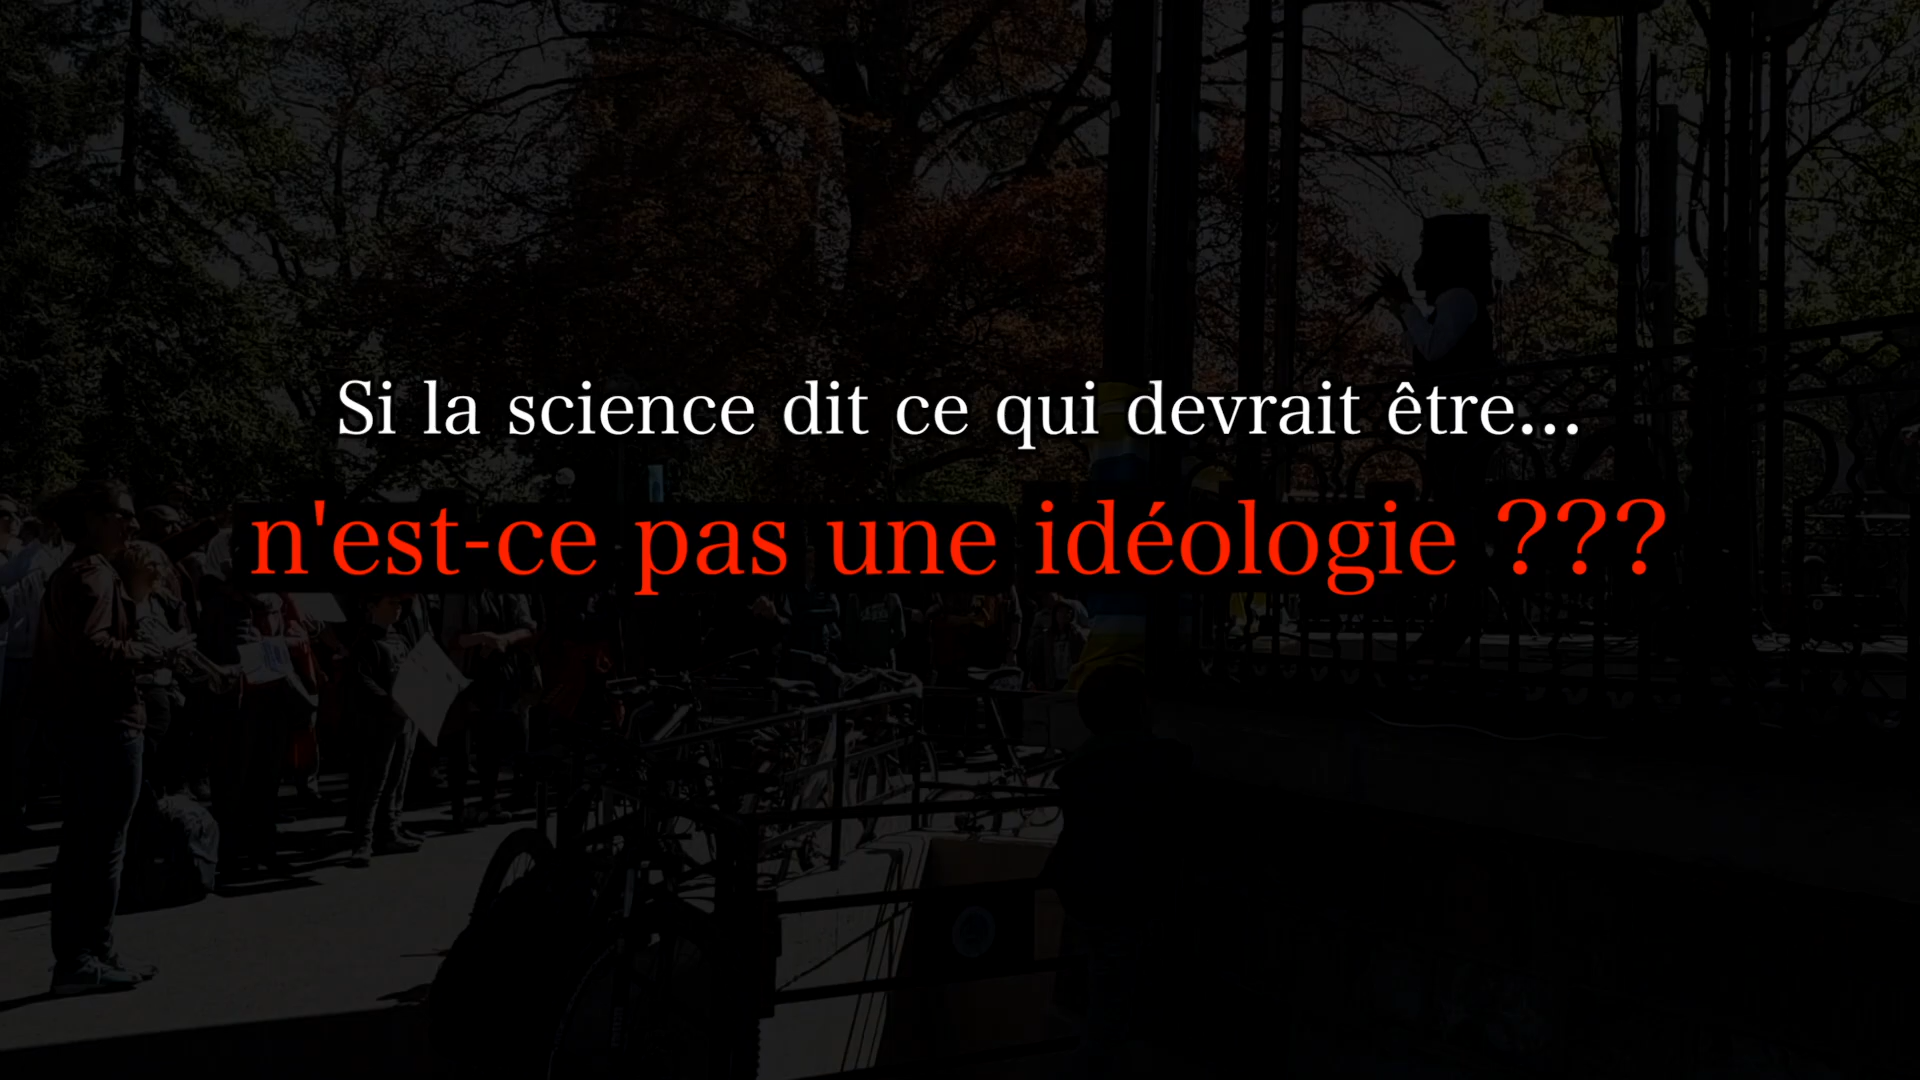 Si la science dit ce qui devrait être...
n'est-ce pas une idéologie ???